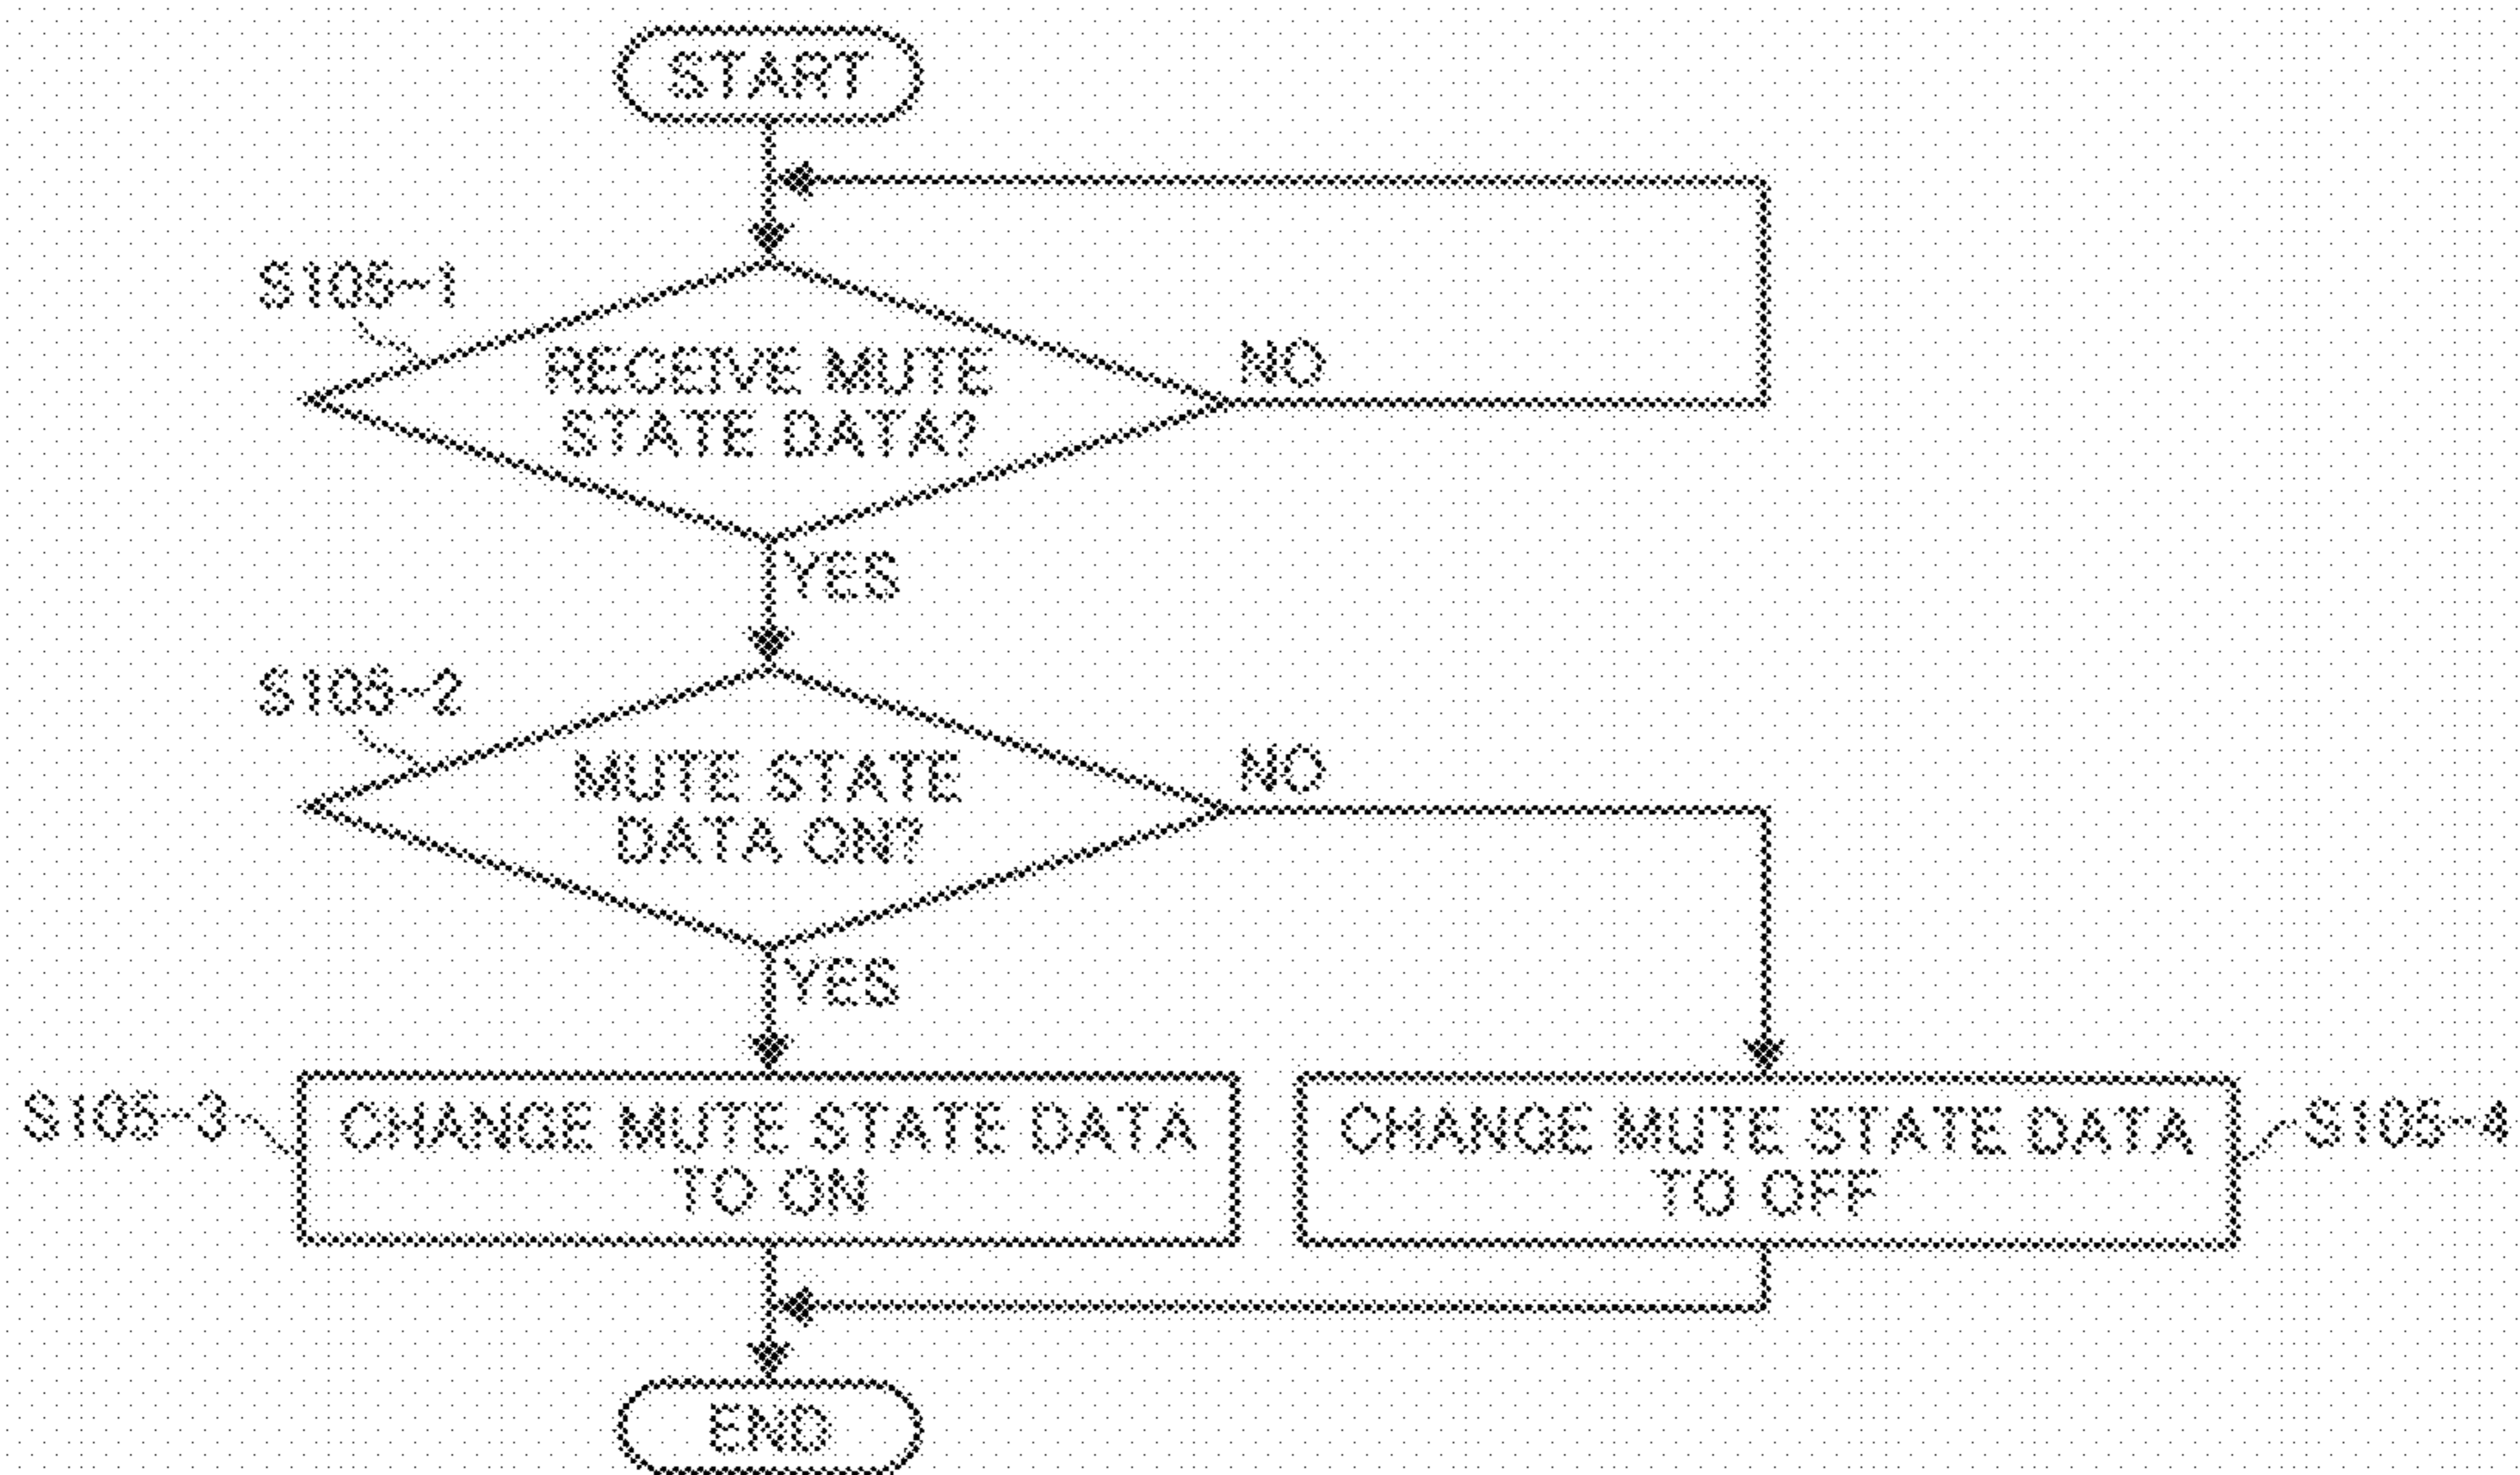 START
S105-1
RECEIVE MUTE
STATE DATA?
NO
YES
S105-2
MUTE STATE
DATA ON?
NO
YES
S105-3
CHANGE MUTE STATE DATA
TO ON
CHANGE MUTE STATE DATA
TO OFF
S105-4
END